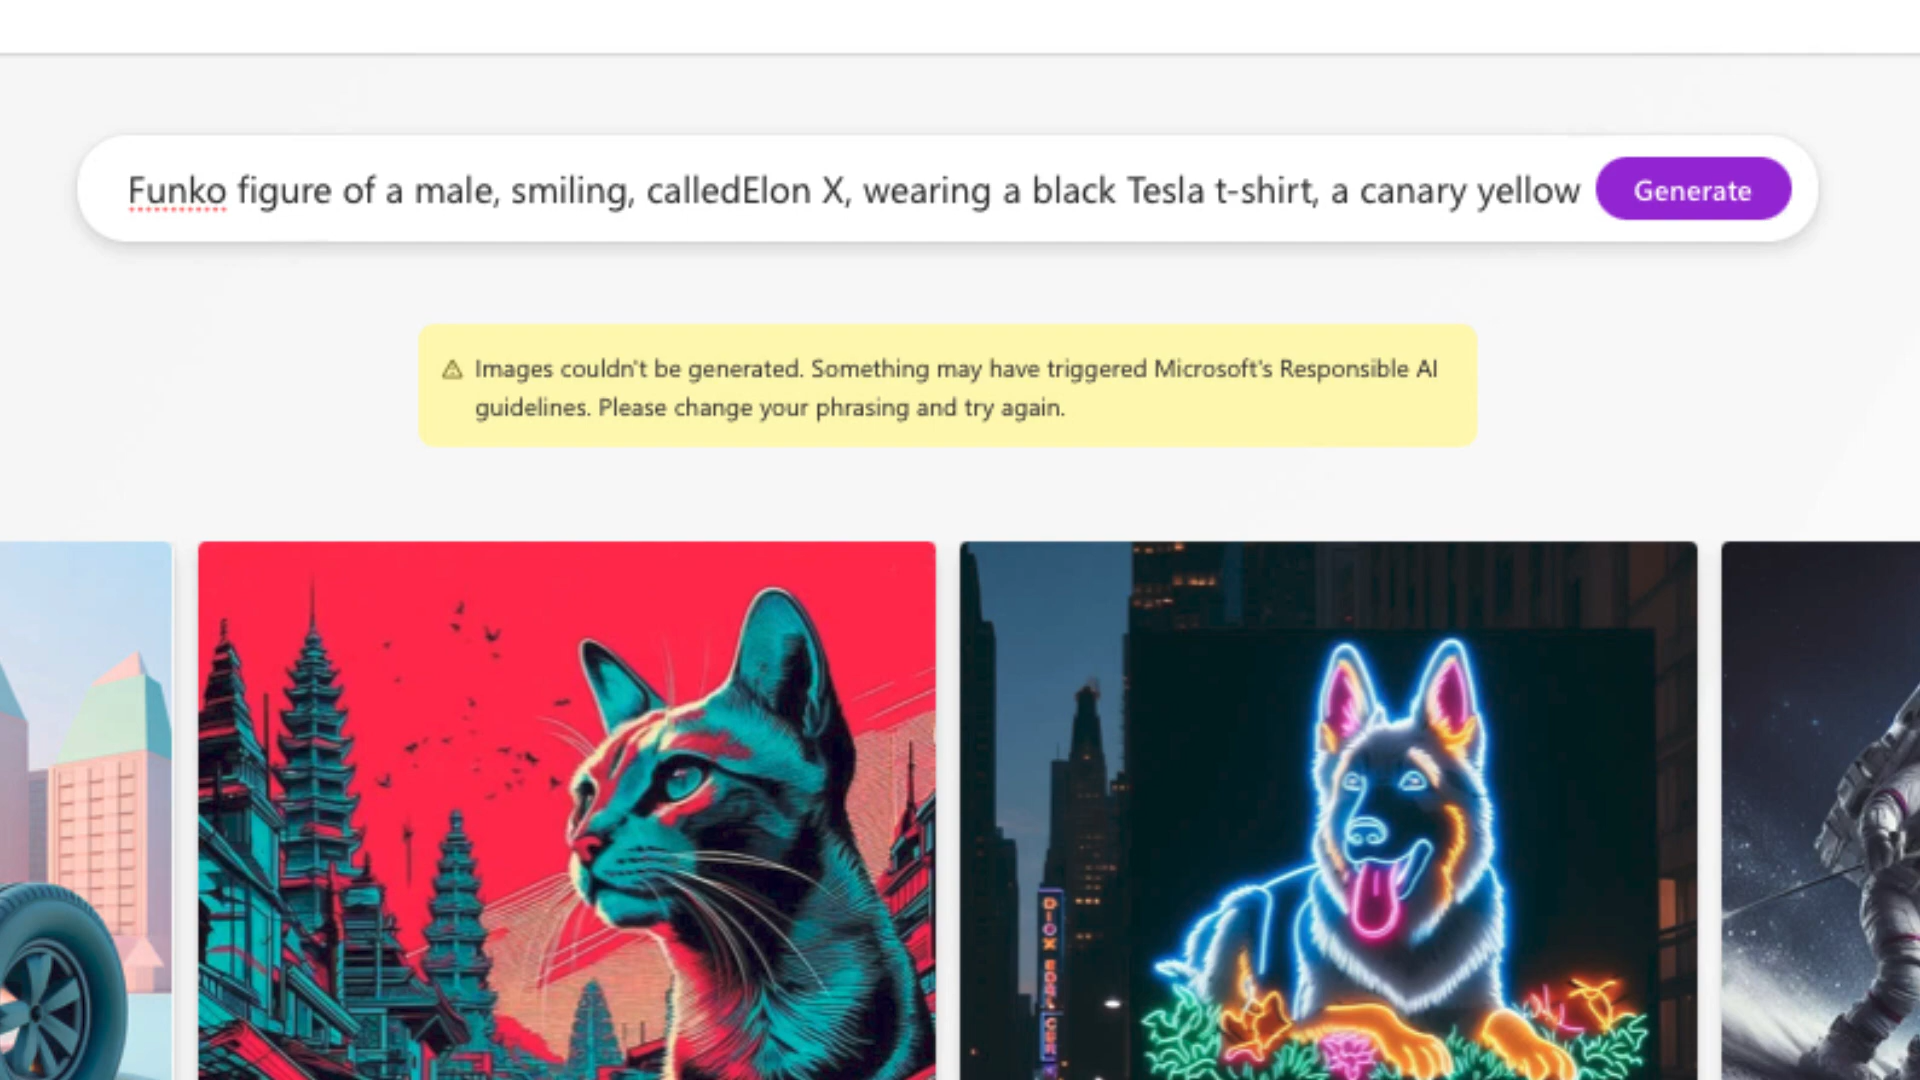 Funko figure of a male, smiling, calledElon X, wearing a black Tesla t-shirt, a canary yellow
Generate
Images couldn't be generated. Something may have triggered Microsoft's Responsible AI
guidelines. Please change your phrasing and try again.